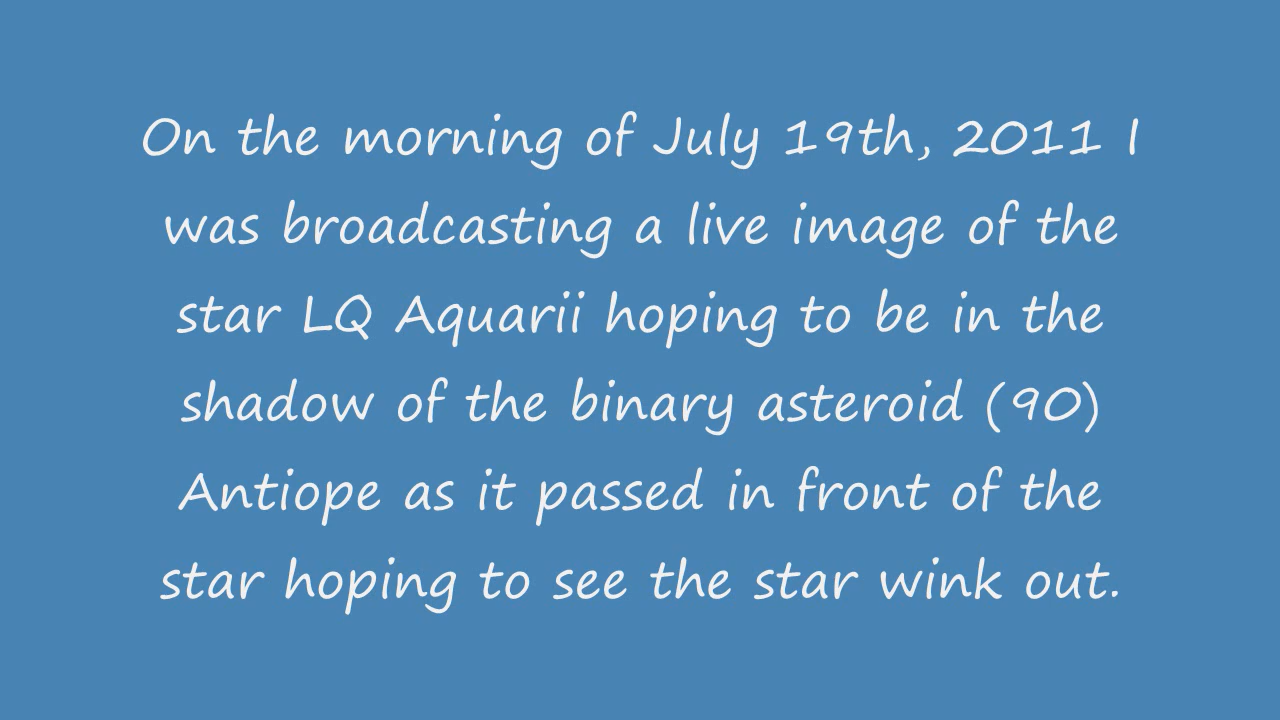 On the morning of July 19th, 2011 I
was broadcasting a live image of the
star LQ Aquarii hoping to be in the
shadow of the binary asteroid (90)
Antiope as it passed in front of the
star hoping to see the star wink out.